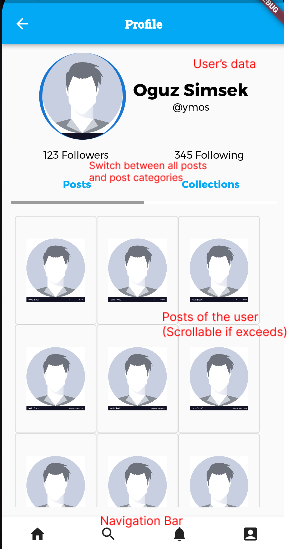 Profile
User's data
Oguz Simsek
@ymos
123 Followers 345 Following
Switch between all posts
and post categories
Posts Collections
Posts of the user
(Scrollable if exceeds)
Navigation Bar